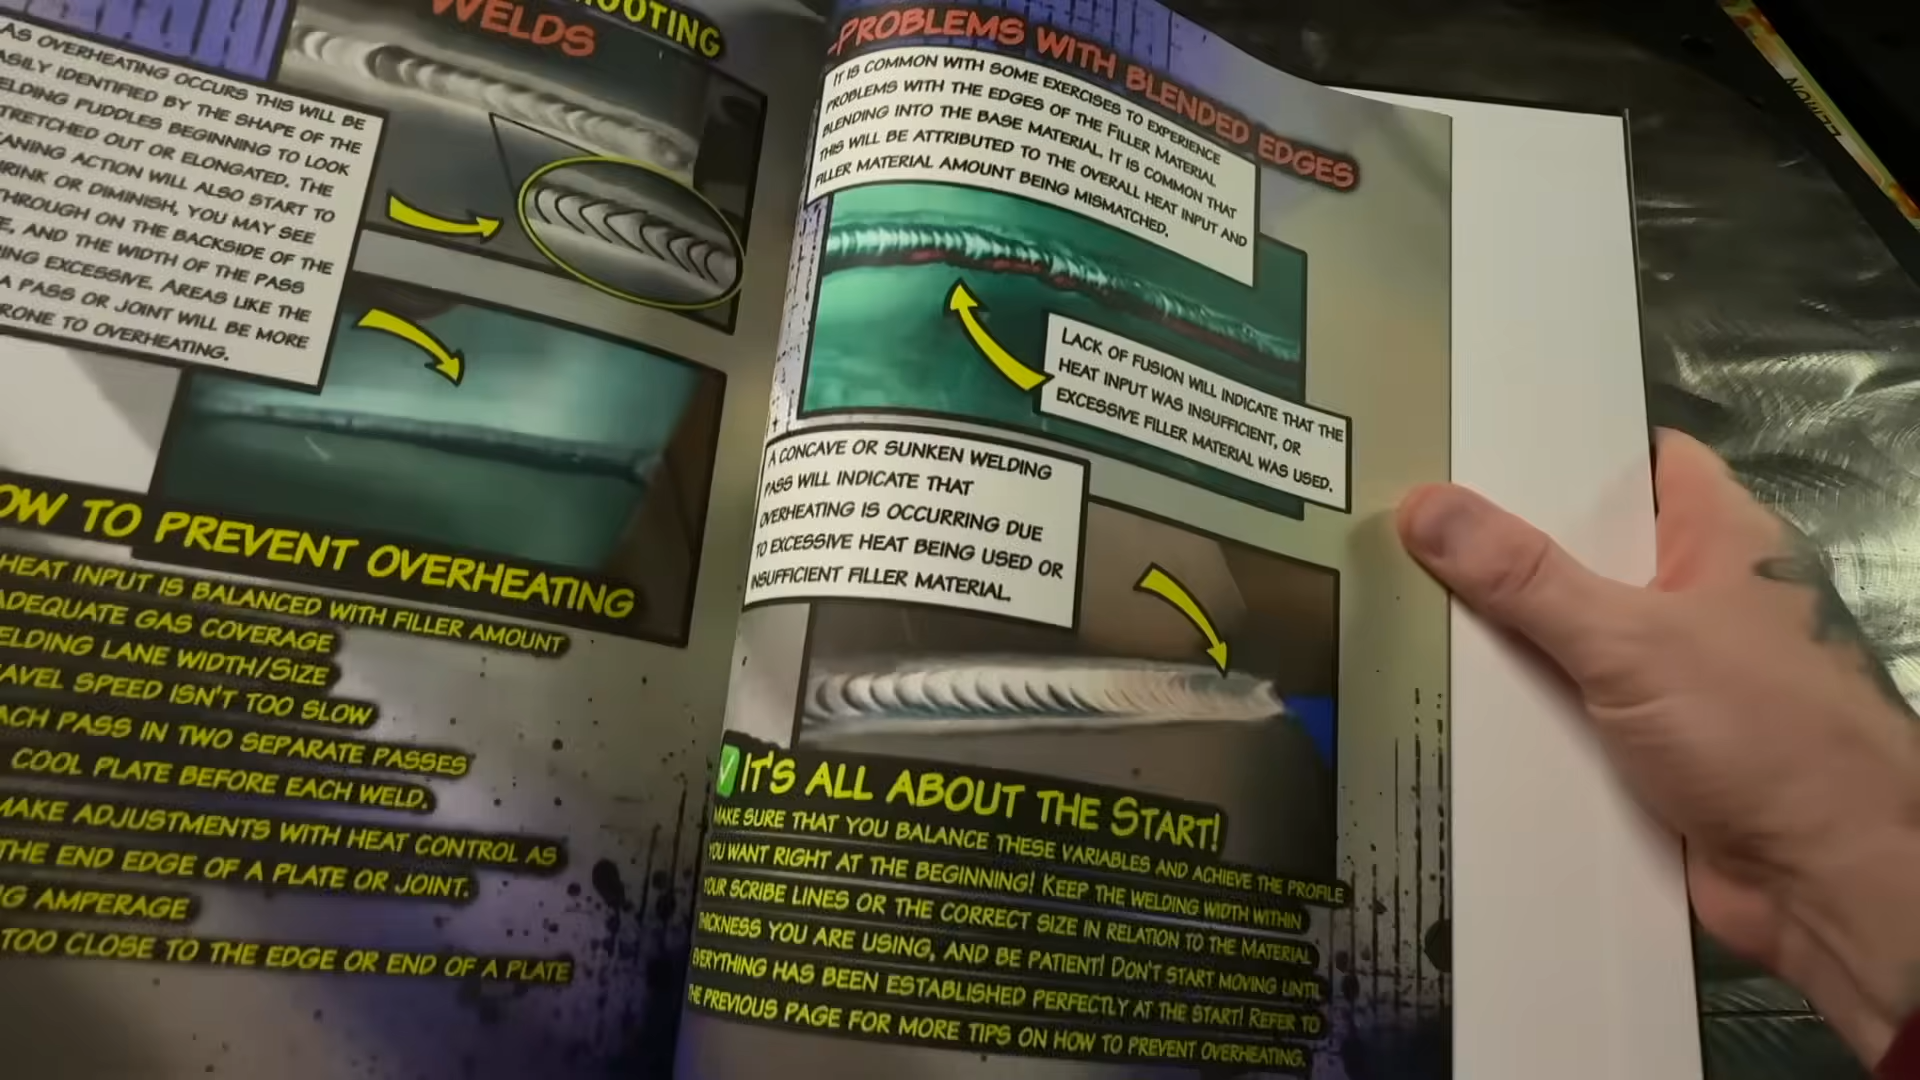 OOTING
WELDS
AS OVERHEATING OCCURS THIS WILL BE
ASILY IDENTIFIED BY THE SHAPE OF THE
ELDING PUDDLES BEGINNING TO LOOK
TRETCHED OUT OR ELONGATED. THE
EANING ACTION WILL ALSO START TO
RINK OR DIMINISH, YOU MAY SEE
THROUGH ON THE BACKSIDE OF THE
E, AND THE WIDTH OF THE PASS
ING EXCESSIVE. AREAS LIKE THE
A PASS OR JOINT WILL BE MORE
RONE TO OVERHEATING.
OW TO PREVENT OVERHEATING
HEAT INPUT IS BALANCED WITH FILLER AMOUNT
ADEQUATE GAS COVERAGE
ELDING LANE WIDTH/SIZE
AVEL SPEED ISN'T TOO SLOW
ACH PASS IN TWO SEPARATE PASSES
COOL PLATE BEFORE EACH WELD.
MAKE ADJUSTMENTS WITH HEAT CONTROL AS
THE END EDGE OF A PLATE OR JOINT.
G AMPERAGE
TOO CLOSE TO THE EDGE OR END OF A PLATE
-PROBLEMS WITH BLENDED EDGES
IT IS COMMON WITH SOME EXERCISES TO EXPERIENCE
PROBLEMS WITH THE EDGES OF THE FILLER MATERIAL
BLENDING INTO THE BASE MATERIAL. IT IS COMMON THAT
THIS WILL BE ATTRIBUTED TO THE OVERALL HEAT INPUT AND
FILLER MATERIAL AMOUNT BEING MISMATCHED.
LACK OF FUSION WILL INDICATE THAT THE
HEAT INPUT WAS INSUFFICIENT, OR
EXCESSIVE FILLER MATERIAL WAS USED.
A CONCAVE OR SUNKEN WELDING
PASS WILL INDICATE THAT
OVERHEATING IS OCCURRING DUE
TO EXCESSIVE HEAT BEING USED OR
INSUFFICIENT FILLER MATERIAL.
IT'S ALL ABOUT THE START!
MAKE SURE THAT YOU BALANCE THESE VARIABLES AND ACHIEVE THE PROFILE
YOU WANT RIGHT AT THE BEGINNING! KEEP THE WELDING WIDTH WITHIN
YOUR SCRIBE LINES OR THE CORRECT SIZE IN RELATION TO THE MATERIAL
THICKNESS YOU ARE USING, AND BE PATIENT! DON'T START MOVING UNTIL
EVERYTHING HAS BEEN ESTABLISHED PERFECTLY AT THE START! REFER TO
THE PREVIOUS PAGE FOR MORE TIPS ON HOW TO PREVENT OVERHEATING.